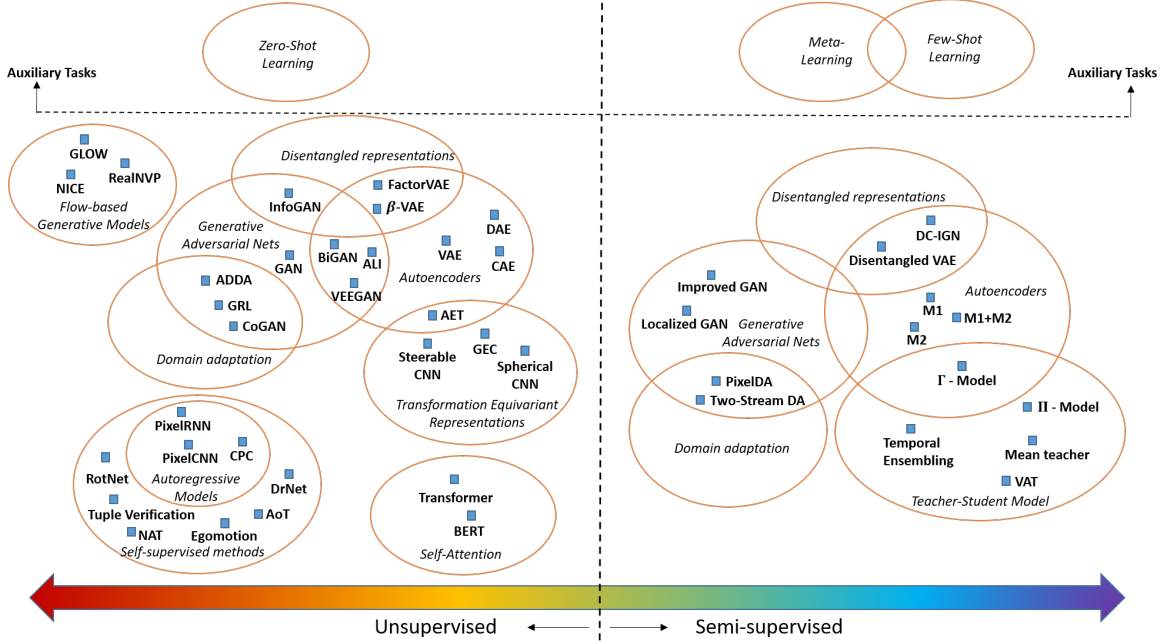 Zero-Shot
Learning
Meta-
Learning
Few-Shot
Learning
Auxiliary Tasks
Auxiliary Tasks
GLOW
RealNVP
NICE
Flow-based
Generative Models
Disentangled representations
FactorVAE
InfoGAN
β-VAE
Generative
Adversarial Nets
DAE
BiGAN
ALI
VAE
CAE
GAN
Autoencoders
VEEGAN
ADDA
GRL
CoGAN
Domain adaptation
AET
Steerable
CNN
GEC
Spherical
CNN
Transformation Equivariant
Representations
PixelRNN
PixelCNN
CPC
Autoregressive
Models
RotNet
DrNet
Tuple Verification
AoT
NAT
Egomotion
Self-supervised methods
Transformer
BERT
Self-Attention
Disentangled representations
DC-IGN
Disentangled VAE
Improved GAN
Localized GAN
Generative
Adversarial Nets
Autoencoders
M1
M1+M2
M2
PixelDA
Two-Stream DA
Domain adaptation
Γ - Model
Π - Model
Temporal
Ensembling
Mean teacher
VAT
Teacher-Student Model
Unsupervised
Semi-supervised